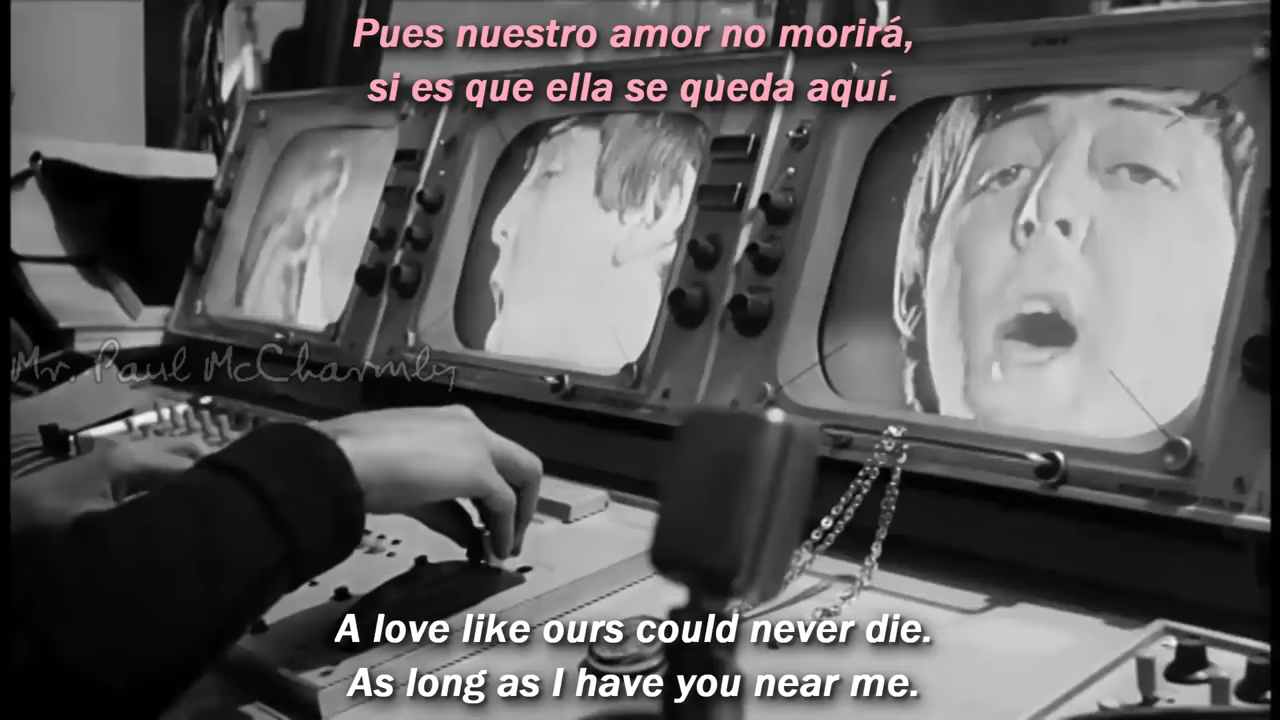 Pues nuestro amor no morirá,
si es que ella se queda aquí.
Mr. Paul McCharmly
A love like ours could never die.
As long as I have you near me.